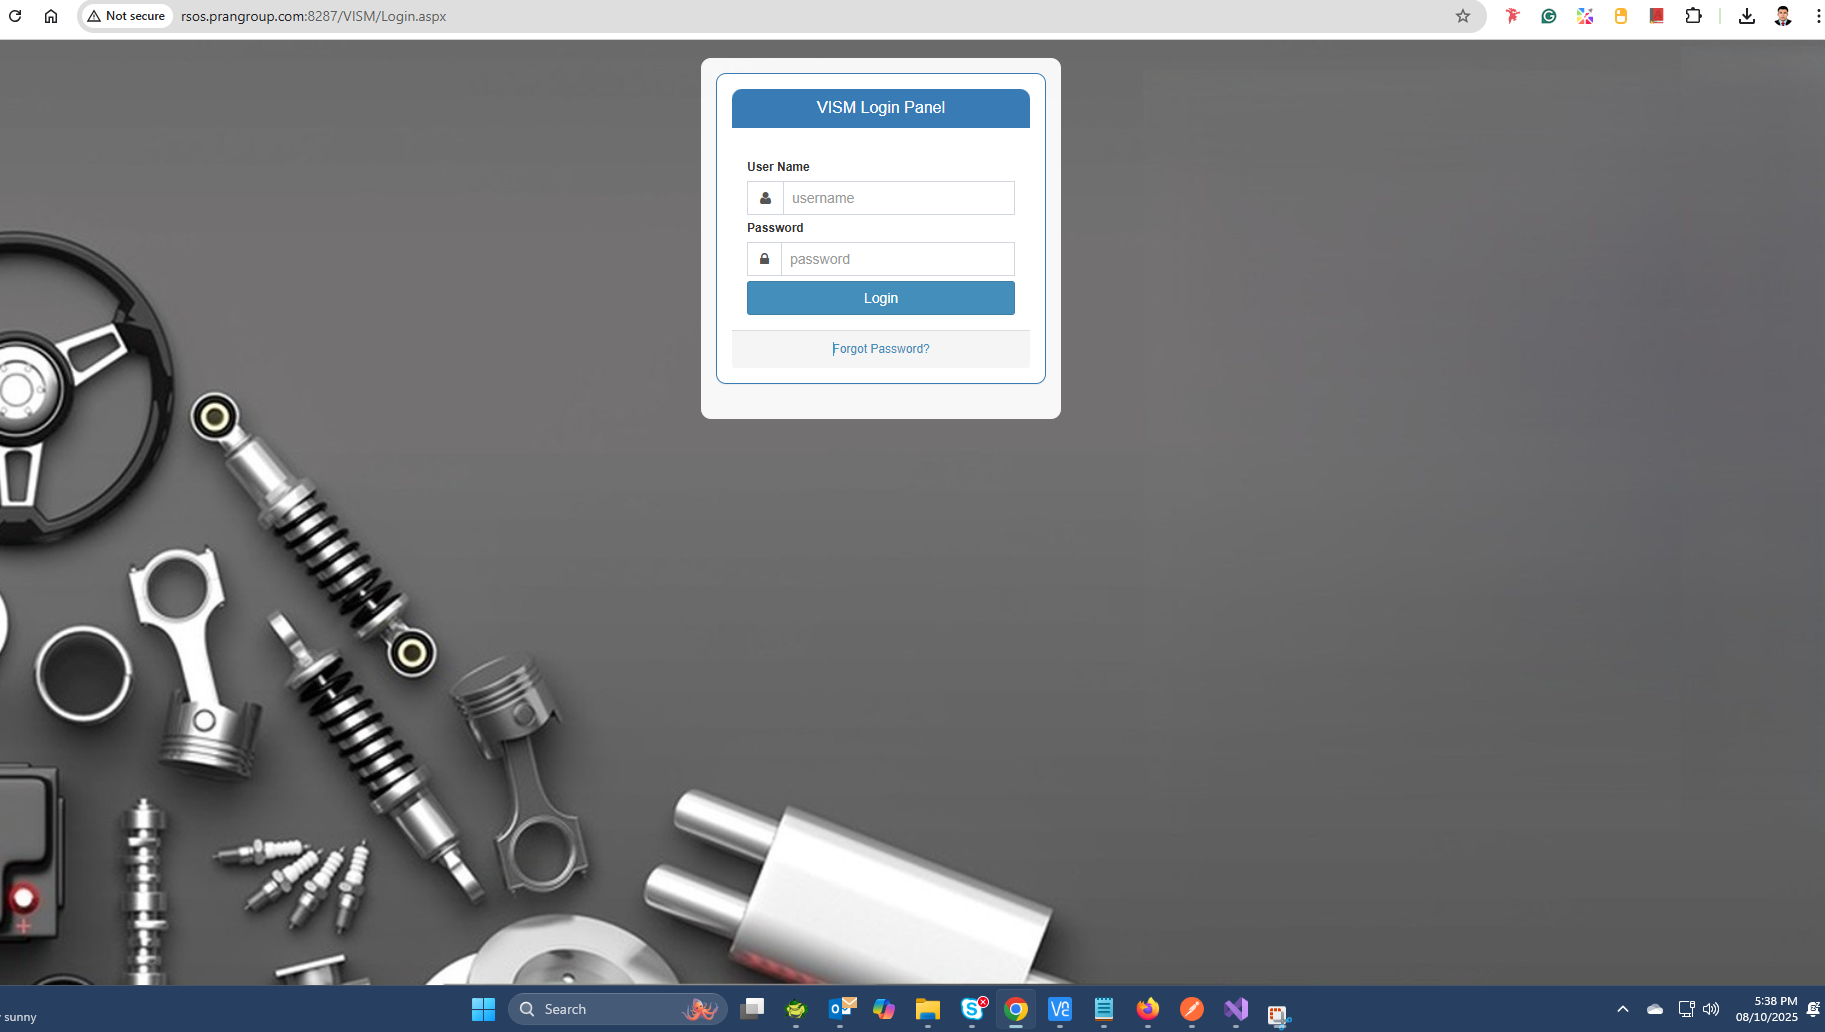 Not secure
rsos.prangroup.com:8287/VISM/Login.aspx
VISM Login Panel
User Name
username
Password
password
Login
Forgot Password?
sunny
Search
5:38 PM
08/10/2025